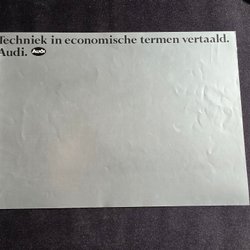 Techniek in economische termen vertaald.
Audi. Audi